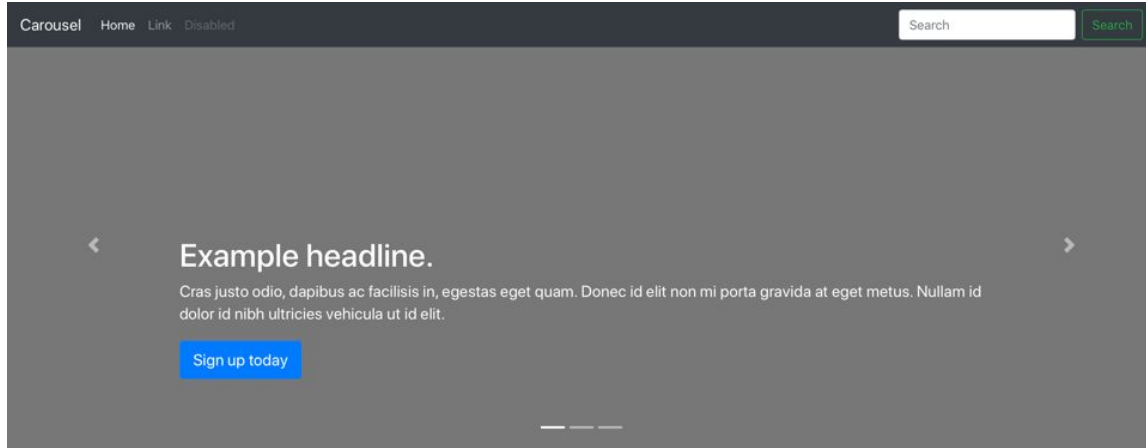 Carousel Home Link Disabled Search Search
Example headline.
Cras justo odio, dapibus ac facilisis in, egestas eget quam. Donec id elit non mi porta gravida at eget metus. Nullam id
dolor id nibh ultricies vehicula ut id elit.
Sign up today